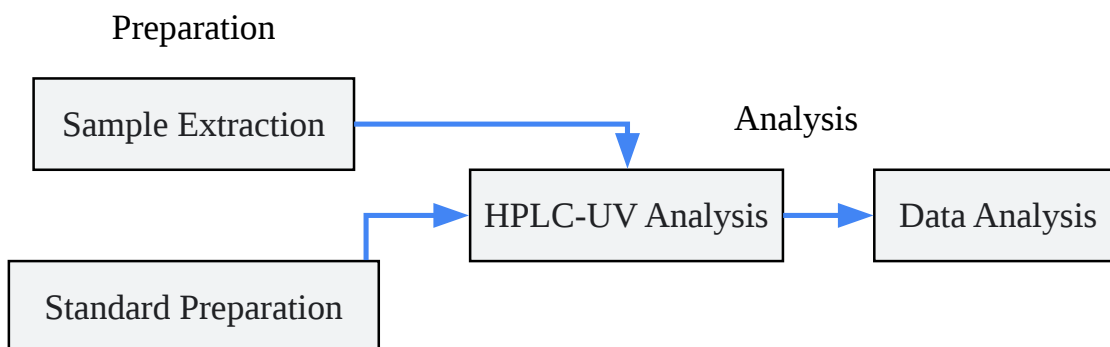 Preparation
Sample Extraction
Analysis
HPLC-UV Analysis
Data Analysis
Standard Preparation